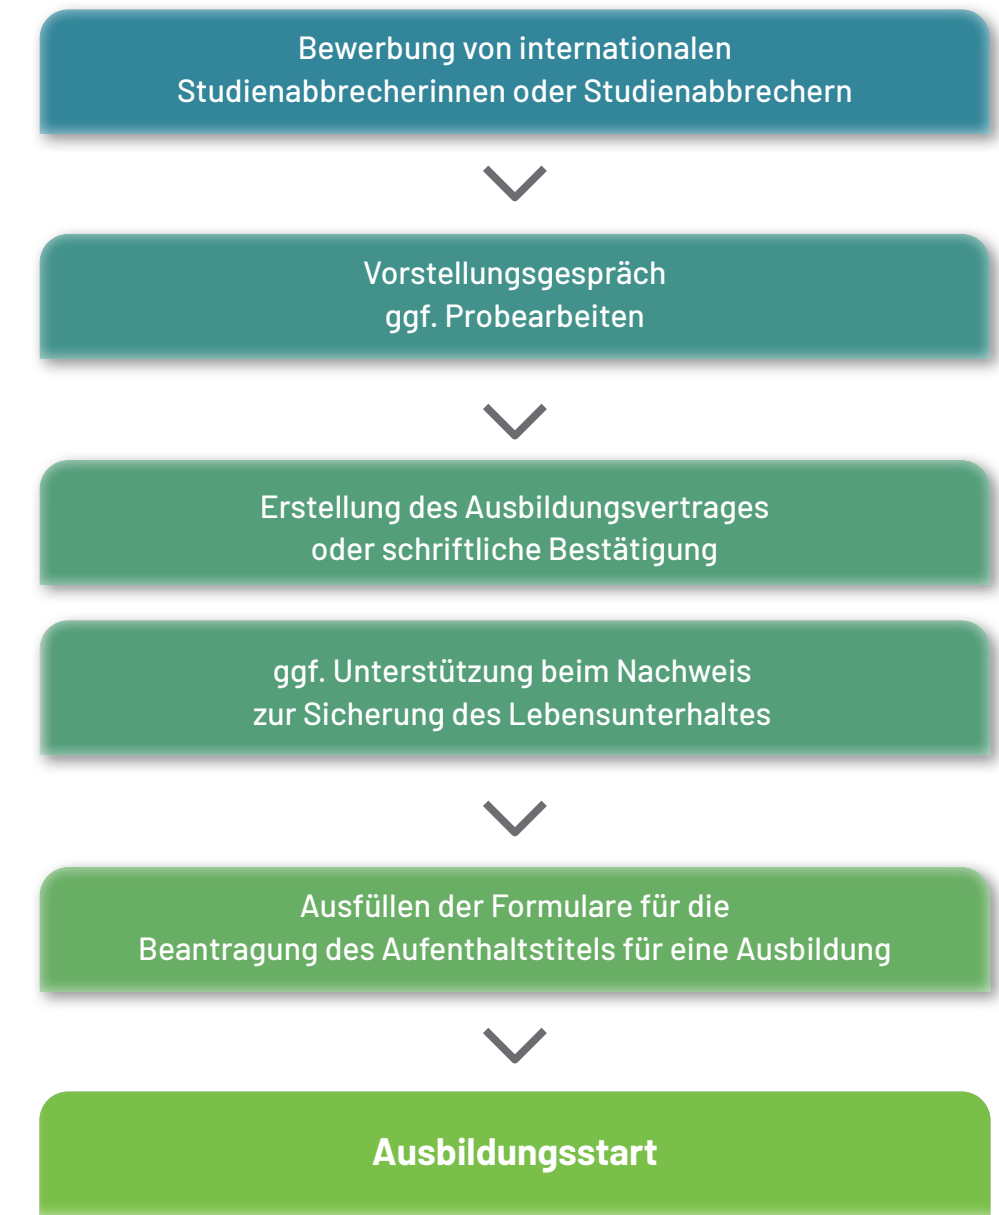 Bewerbung von internationalen
Studienabbrecherinnen oder Studienabbrechern
Vorstellungsgespräch
ggf. Probearbeiten
Erstellung des Ausbildungsvertrages
oder schriftliche Bestätigung
ggf. Unterstützung beim Nachweis
zur Sicherung des Lebensunterhaltes
Ausfüllen der Formulare für die
Beantragung des Aufenthaltstitels für eine Ausbildung
Ausbildungsstart